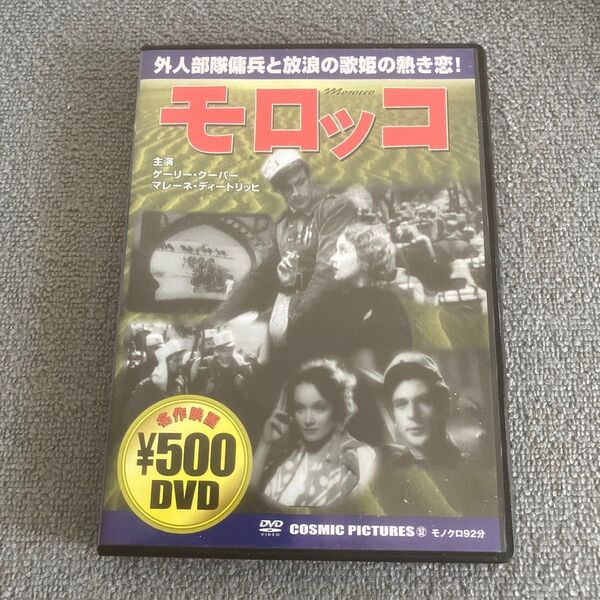 外人部隊傭兵と放浪の歌姫の熱き恋!
Morocco
モロッコ
主演
ゲーリー・クーパー
マレーネ・ディートリッヒ
名作映画
¥500
DVD
DVD
VIDEO
COSMIC PICTURES 52 モノクロ92分